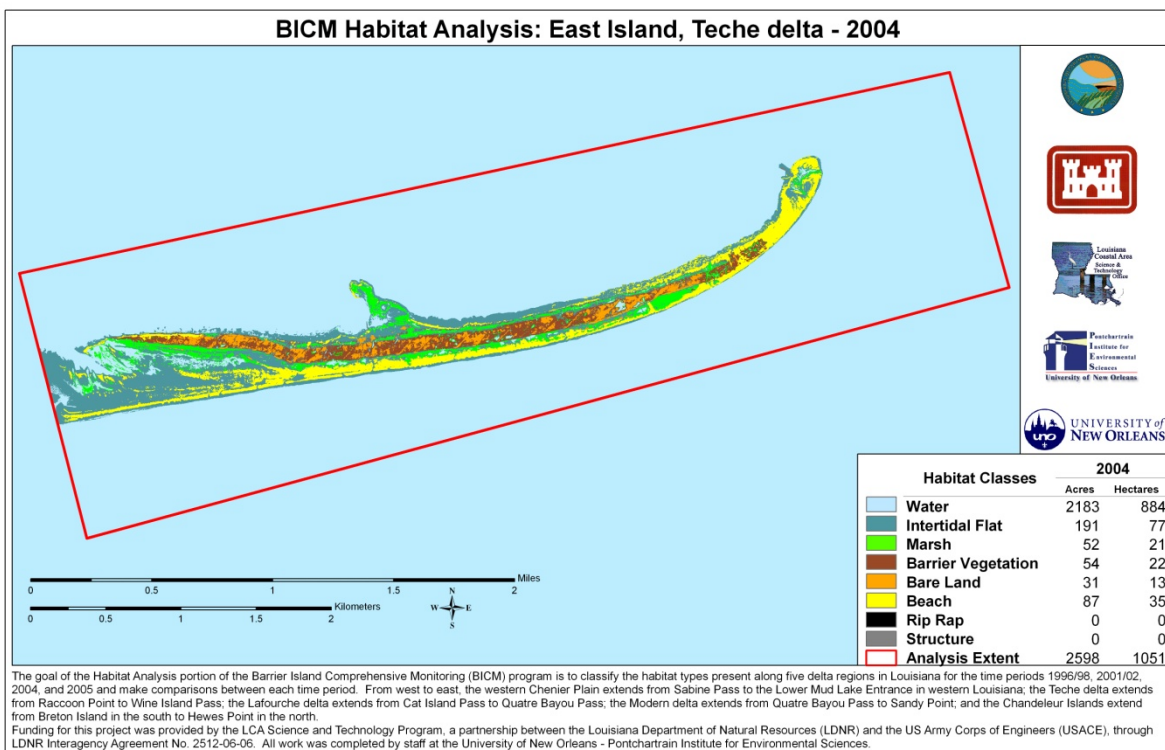 BICM Habitat Analysis: East Island, Teche delta - 2004
Louisiana
Coastal Area
Science &
Technology
Office
Pontchartrain
Institute for
Environmental
Sciences
University of New Orleans
uno
UNIVERSITY of
NEW ORLEANS
Habitat Classes 2004
Acres Hectares
Water 2183 884
Intertidal Flat 191 77
Marsh 52 21
Barrier Vegetation 54 22
Bare Land 31 13
Beach 87 35
Rip Rap 0 0
Structure 0 0
Analysis Extent 2598 1051
Miles
0 0.5 1 1.5 2
Kilometers
0 0.5 1 1.5 2
N
W E
S
The goal of the Habitat Analysis portion of the Barrier Island Comprehensive Monitoring (BICM) program is to classify the habitat types present along five delta regions in Louisiana for the time periods 1996/98, 2001/02,
2004, and 2005 and make comparisons between each time period. From west to east, the western Chenier Plain extends from Sabine Pass to the Lower Mud Lake Entrance in western Louisiana; the Teche delta extends
from Raccoon Point to Wine Island Pass; the Lafourche delta extends from Cat Island Pass to Quatre Bayou Pass; the Modern delta extends from Quatre Bayou Pass to Sandy Point; and the Chandeleur Islands extend
from Breton Island in the south to Hewes Point in the north.
Funding for this project was provided by the LCA Science and Technology Program, a partnership between the Louisiana Department of Natural Resources (LDNR) and the US Army Corps of Engineers (USACE), through
LDNR Interagency Agreement No. 2512-06-06. All work was completed by staff at the University of New Orleans - Pontchartrain Institute for Environmental Sciences.